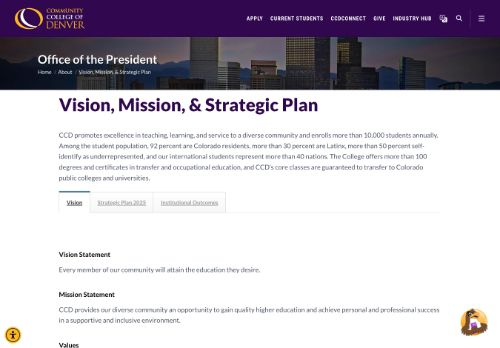 COMMUNITY
COLLEGE OF
DENVER
APPLY CURRENT STUDENTS CCDCONNECT GIVE INDUSTRY HUB
Office of the President
Home / About / Vision, Mission, & Strategic Plan
Vision, Mission, & Strategic Plan
CCD promotes excellence in teaching, learning, and service to a diverse community and enrolls more than 10,000 students annually.
Among the student population, 92 percent are Colorado residents, more than 30 percent are Latinx, more than 50 percent self-
identify as underrepresented, and our international students represent more than 40 nations. The College offers more than 100
degrees and certificates in transfer and occupational education, and CCD's core classes are guaranteed to transfer to Colorado
public colleges and universities.
Vision Strategic Plan 2025 Institutional Outcomes
Vision Statement
Every member of our community will attain the education they desire.
Mission Statement
CCD provides our diverse community an opportunity to gain quality higher education and achieve personal and professional success
in a supportive and inclusive environment.
Values